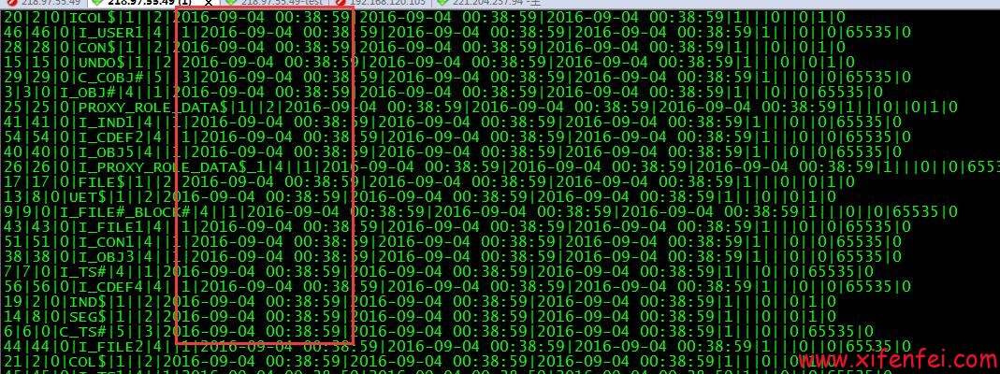 218.97.55.49 218.97.55.49 (1) × 218.97.55.49-test 192.168.120.105 221.204.257.94
20|2|0|ICOL$|1||2|2016-09-04 00:38:59|2016-09-04 00:38:59|2016-09-04 00:38:59|1|||0||0|1|0
46|46|0|I_USER1|4||1|2016-09-04 00:38:59|2016-09-04 00:38:59|2016-09-04 00:38:59|1|||0||0|65535|0
28|28|0|CON$|1||2|2016-09-04 00:38:59|2016-09-04 00:38:59|2016-09-04 00:38:59|1|||0||0|1|0
15|15|0|UNDO$|1||2|2016-09-04 00:38:59|2016-09-04 00:38:59|2016-09-04 00:38:59|1|||0||0|1|0
29|29|0|C_COBJ#|5||3|2016-09-04 00:38:59|2016-09-04 00:38:59|2016-09-04 00:38:59|1|||0||0|65535|0
3|3|0|I_OBJ#|4||1|2016-09-04 00:38:59|2016-09-04 00:38:59|2016-09-04 00:38:59|1|||0||0|65535|0
25|25|0|PROXY_ROLE_DATA$|1||2|2016-09-04 00:38:59|2016-09-04 00:38:59|2016-09-04 00:38:59|1|||0||0|1|0
41|41|0|I_IND1|4||1|2016-09-04 00:38:59|2016-09-04 00:38:59|2016-09-04 00:38:59|1|||0||0|65535|0
54|54|0|I_CDEF2|4||1|2016-09-04 00:38:59|2016-09-04 00:38:59|2016-09-04 00:38:59|1|||0||0|65535|0
40|40|0|I_OBJ5|4||1|2016-09-04 00:38:59|2016-09-04 00:38:59|2016-09-04 00:38:59|1|||0||0|65535|0
26|26|0|I_PROXY_ROLE_DATA$_1|4||1|2016-09-04 00:38:59|2016-09-04 00:38:59|2016-09-04 00:38:59|1|||0||0|6553
17|17|0|FILE$|1||2|2016-09-04 00:38:59|2016-09-04 00:38:59|2016-09-04 00:38:59|1|||0||0|1|0
13|8|0|UET$|1||2|2016-09-04 00:38:59|2016-09-04 00:38:59|2016-09-04 00:38:59|1|||0||0|1|0
9|9|0|I_FILE#_BLOCK#|4||1|2016-09-04 00:38:59|2016-09-04 00:38:59|2016-09-04 00:38:59|1|||0||0|65535|0
43|43|0|I_FILE1|4||1|2016-09-04 00:38:59|2016-09-04 00:38:59|2016-09-04 00:38:59|1|||0||0|65535|0
51|51|0|I_CON1|4||1|2016-09-04 00:38:59|2016-09-04 00:38:59|2016-09-04 00:38:59|1|||0||0|65535|0
38|38|0|I_OBJ3|4||1|2016-09-04 00:38:59|2016-09-04 00:38:59|2016-09-04 00:38:59|1|||0||0|65535|0
7|7|0|I_TS#|4||1|2016-09-04 00:38:59|2016-09-04 00:38:59|2016-09-04 00:38:59|1|||0||0|65535|0
56|56|0|I_CDEF4|4||1|2016-09-04 00:38:59|2016-09-04 00:38:59|2016-09-04 00:38:59|1|||0||0|65535|0
19|2|0|IND$|1||2|2016-09-04 00:38:59|2016-09-04 00:38:59|2016-09-04 00:38:59|1|||0||0|1|0
14|8|0|SEG$|1||2|2016-09-04 00:38:59|2016-09-04 00:38:59|2016-09-04 00:38:59|1|||0||0|1|0
6|6|0|C_TS#|5||3|2016-09-04 00:38:59|2016-09-04 00:38:59|2016-09-04 00:38:59|1|||0||0|65535|0
44|44|0|I_FILE2|4||1|2016-09-04 00:38:59|2016-09-04 00:38:59|2016-09-04 00:38:59|1|||0||0|65535|0
21|2|0|COL$|1||2|2016-09-04 00:38:59|2016-09-04 00:38:59|2016-09-04 00:38:59|1|||0||0|1|0
www.xifenfei.com